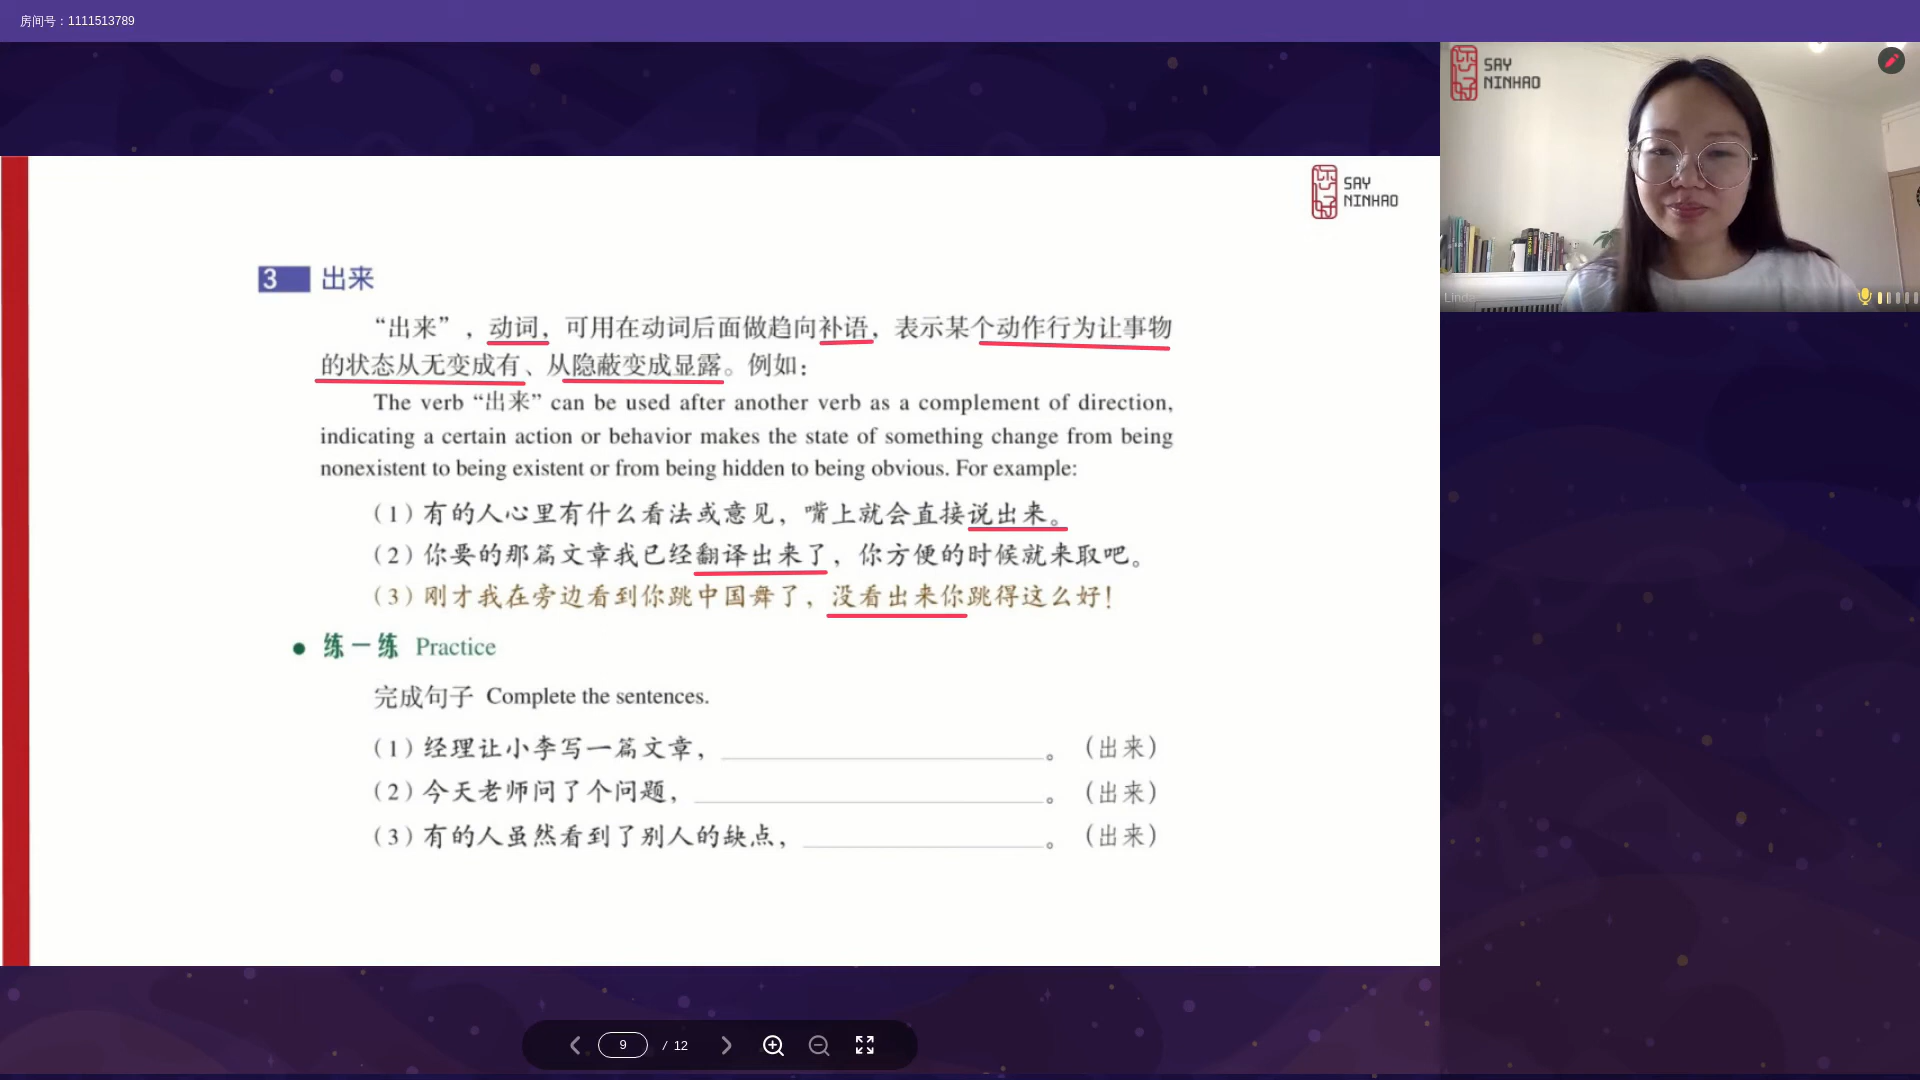 房间号：1111513789
SAY
NINHAO
SAY
NINHAO
Linda
3 出来
“出来”，动词，可用在动词后面做趋向补语，表示某个动作行为让事物
的状态从无变成有、从隐蔽变成显露。例如：
The verb “出来” can be used after another verb as a complement of direction,
indicating a certain action or behavior makes the state of something change from being
nonexistent to being existent or from being hidden to being obvious. For example:
（1）有的人心里有什么看法或意见，嘴上就会直接说出来。
（2）你要的那篇文章我已经翻译出来了，你方便的时候就来取吧。
（3）刚才我在旁边看到你跳中国舞了，没看出来你跳得这么好！
● 练一练 Practice
完成句子 Complete the sentences.
（1）经理让小李写一篇文章，____________________。（出来）
（2）今天老师问了个问题，____________________。（出来）
（3）有的人虽然看到了别人的缺点，____________________。（出来）
9 / 12